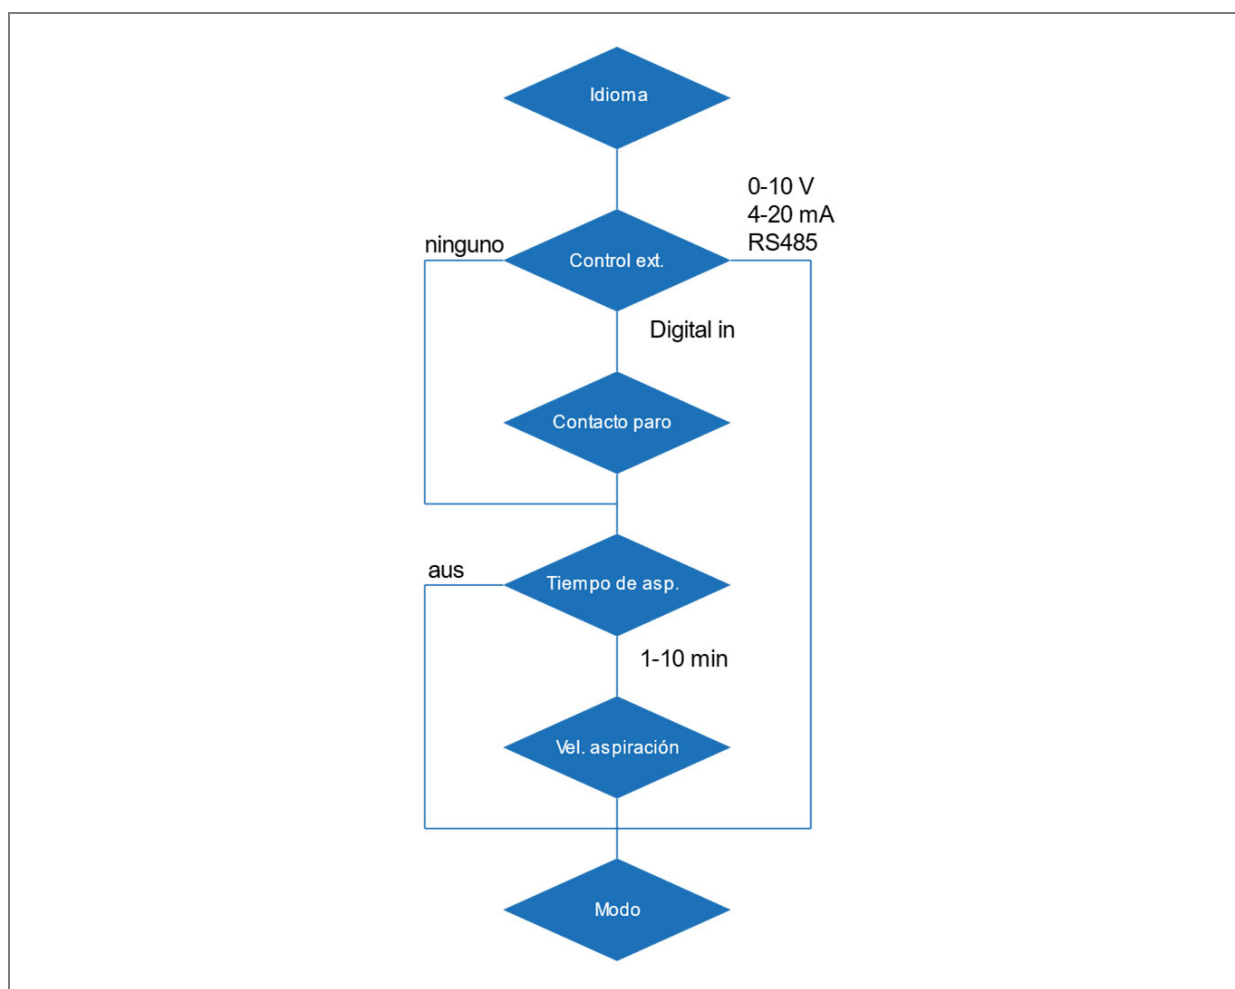 Idioma
0-10 V
4-20 mA
RS485
ninguno
Control ext.
Digital in
Contacto paro
aus
Tiempo de asp.
1-10 min
Vel. aspiración
Modo